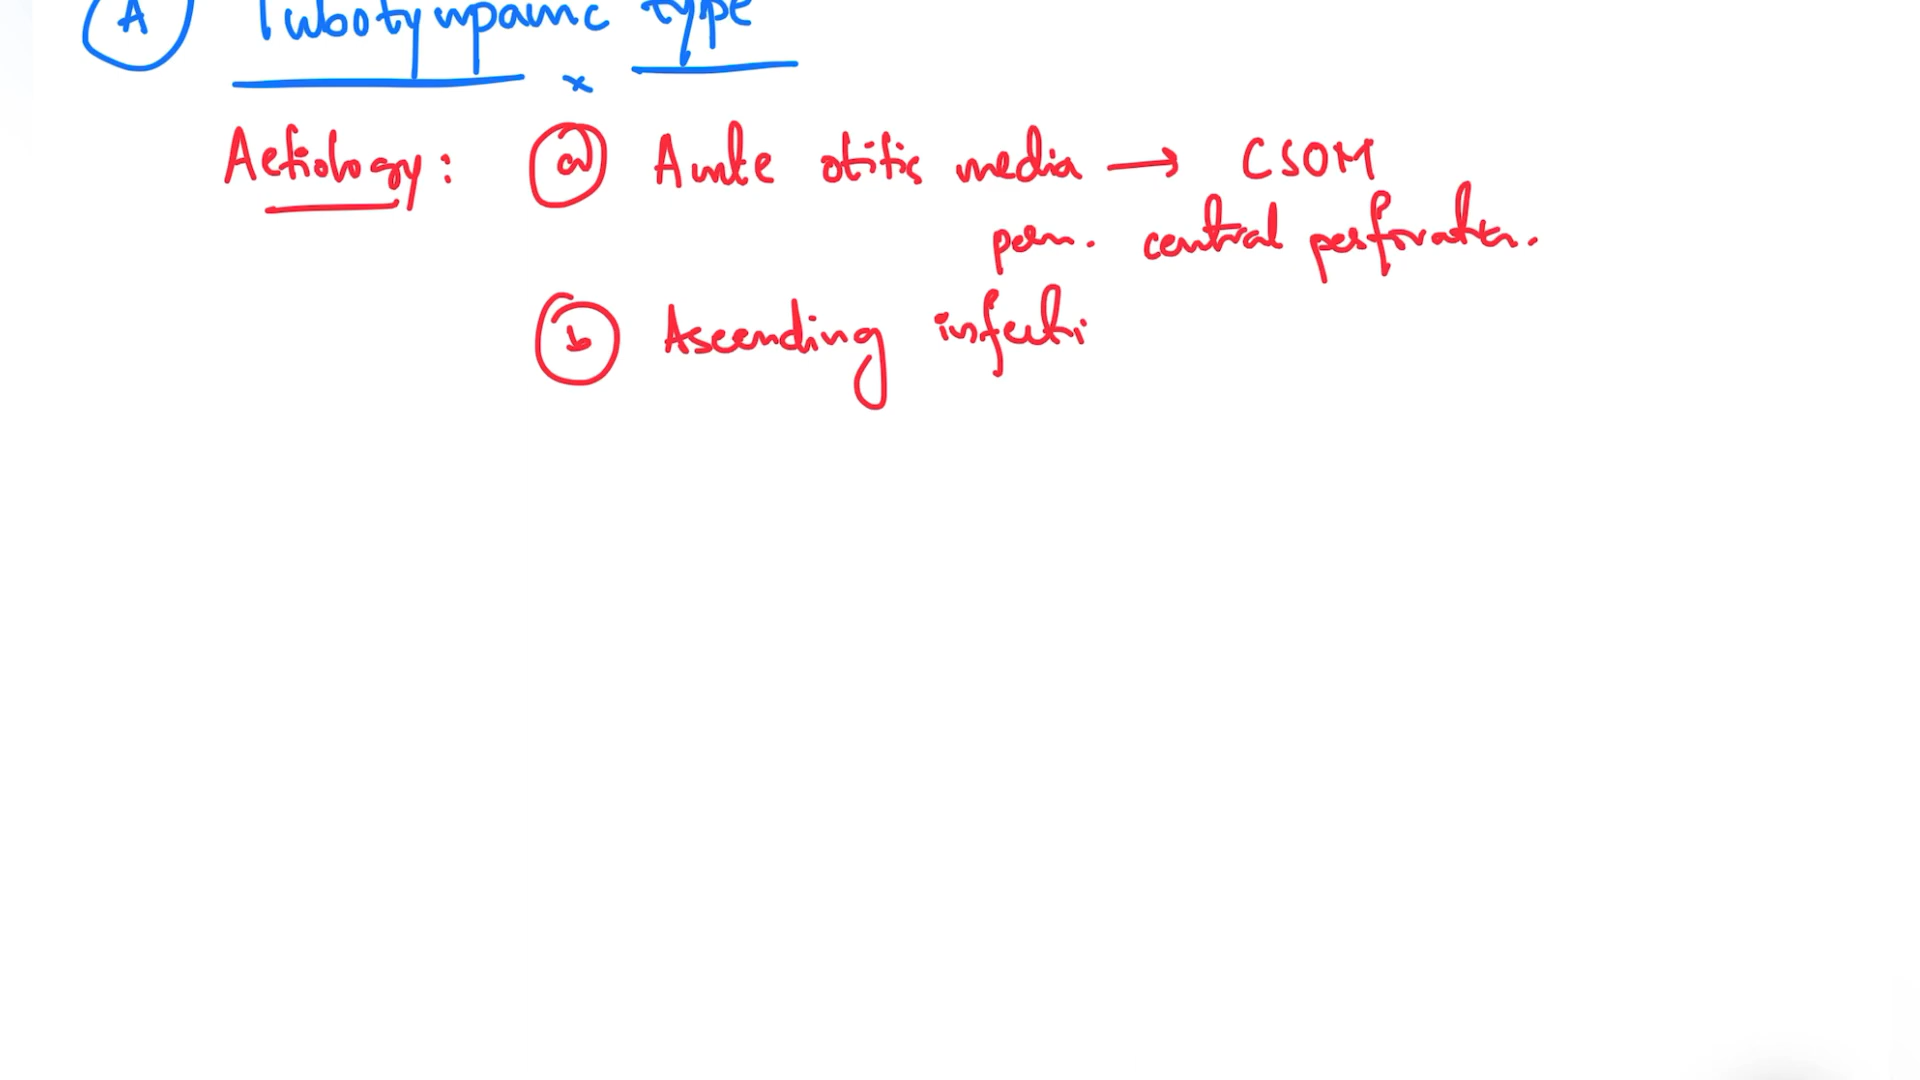 A Tubotympanic type
Aetiology: a Acute otitis media → CSOM
perm. central perforation.
b Ascending infecti